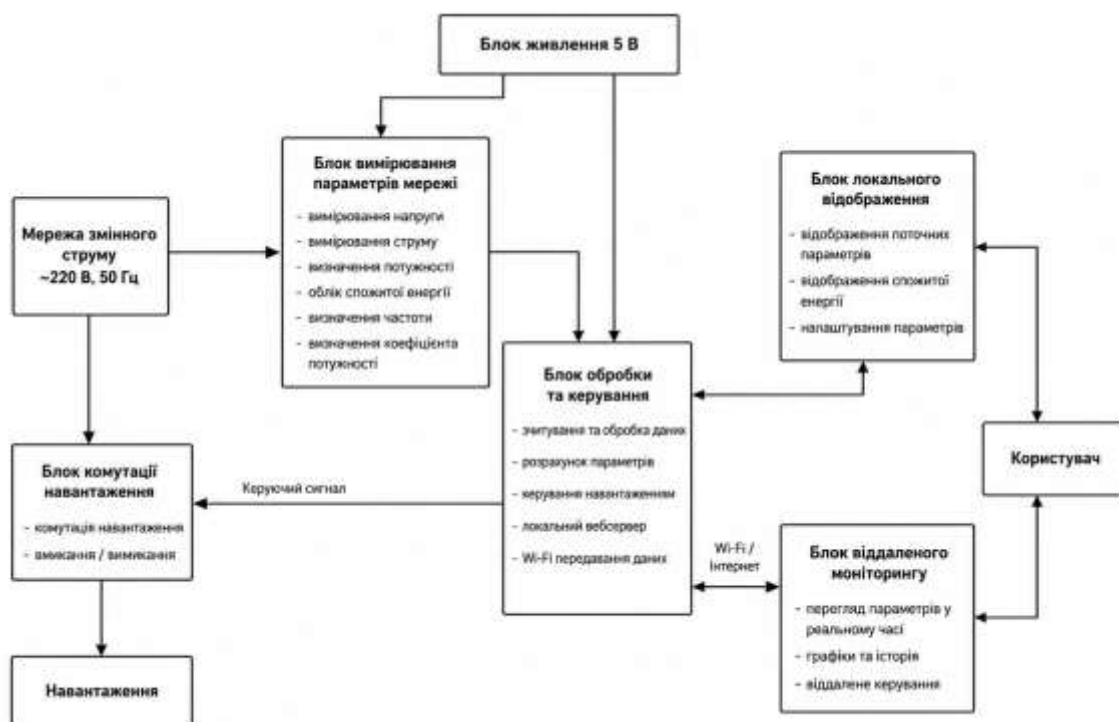 Блок живлення 5 В
Блок вимірювання
параметрів мережі
- вимірювання напруги
- вимірювання струму
- визначення потужності
- облік спожитої енергії
- визначення частоти
- визначення коефіцієнта
потужності
Мережа змінного
струму
~220 В, 50 Гц
Блок локального
відображення
- відображення поточних
параметрів
- відображення спожитої
енергії
- налаштування параметрів
Блок обробки
та керування
- зчитування та обробка даних
- розрахунок параметрів
- керування навантаженням
- локальний вебсервер
- Wi-Fi передавання даних
Користувач
Блок комутації
навантаження
- комутація навантаження
- вмикання / вимикання
Керуючий сигнал
Wi-Fi /
інтернет
Блок віддаленого
моніторингу
- перегляд параметрів у
реальному часі
- графіки та історія
- віддалене керування
Навантаження